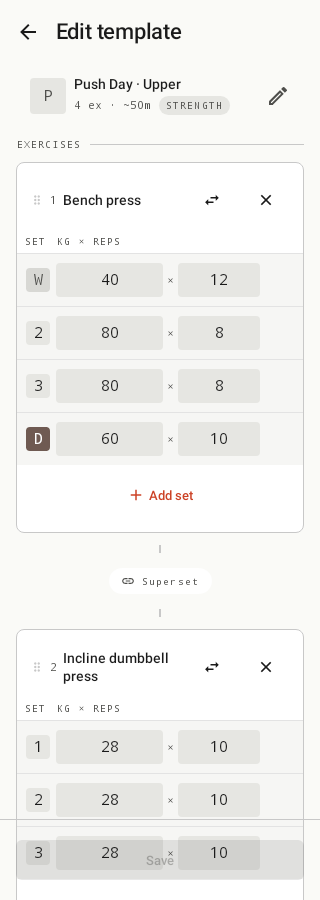 Edit template
P
Push Day · Upper
4 ex · ~50m STRENGTH
EXERCISES
1 Bench press
SET KG × REPS
W 40 × 12
2 80 × 8
3 80 × 8
D 60 × 10
+ Add set
Superset
2 Incline dumbbell
press
SET KG × REPS
1 28 × 10
2 28 × 10
3 28 × 10
Save